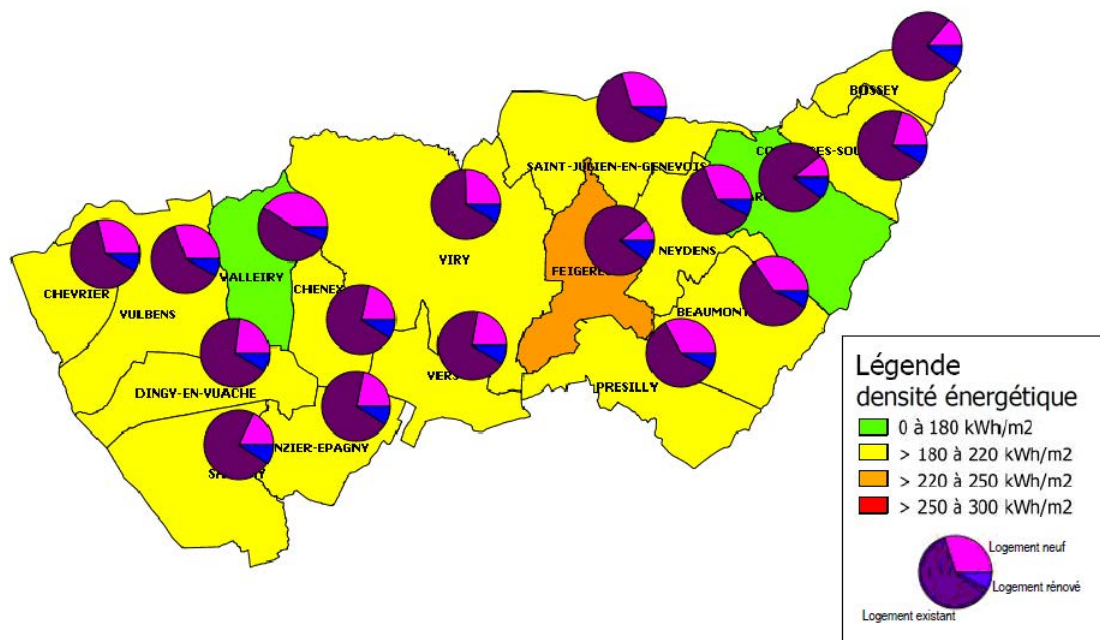 BOSSEY
SAINT-JULIEN-EN-GENEVOIS
VIRY
FEIGERES
NEYDENS
VALLEIRY
CHENEX
CHEVRIER
VULBENS
BEAUMONT
VERS
PRESILLY
DINGY-EN-VUACHE
Légende
densité énergétique
0 à 180 kWh/m2
> 180 à 220 kWh/m2
> 220 à 250 kWh/m2
> 250 à 300 kWh/m2
Logement neuf
Logement rénové
Logement existant